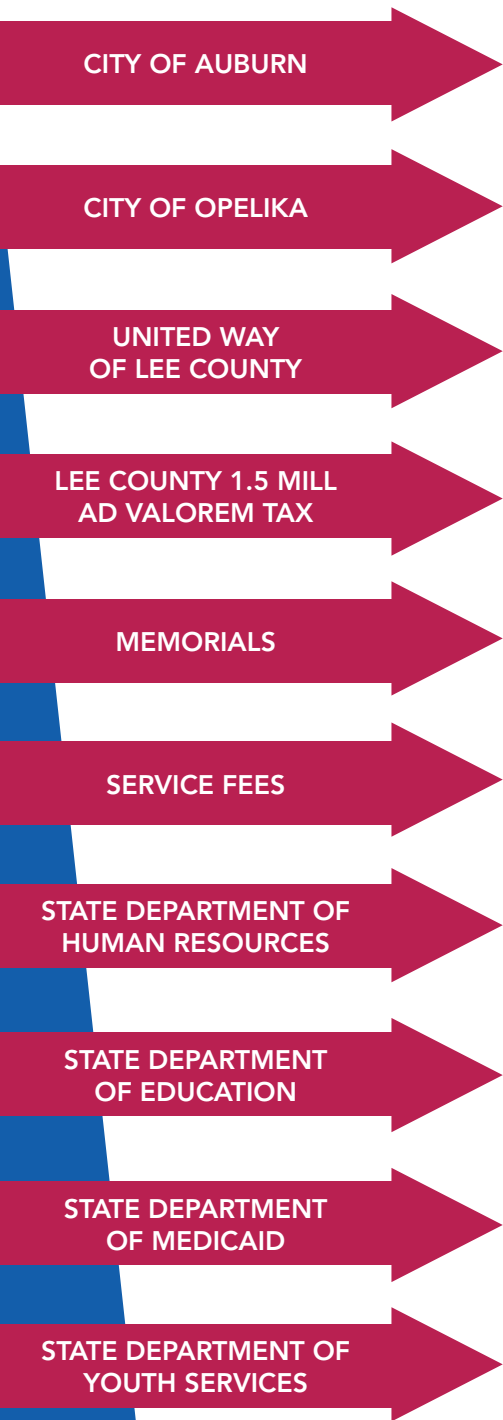 CITY OF AUBURN
CITY OF OPELIKA
UNITED WAY
OF LEE COUNTY
LEE COUNTY 1.5 MILL
AD VALOREM TAX
MEMORIALS
SERVICE FEES
STATE DEPARTMENT OF
HUMAN RESOURCES
STATE DEPARTMENT
OF EDUCATION
STATE DEPARTMENT
OF MEDICAID
STATE DEPARTMENT OF
YOUTH SERVICES